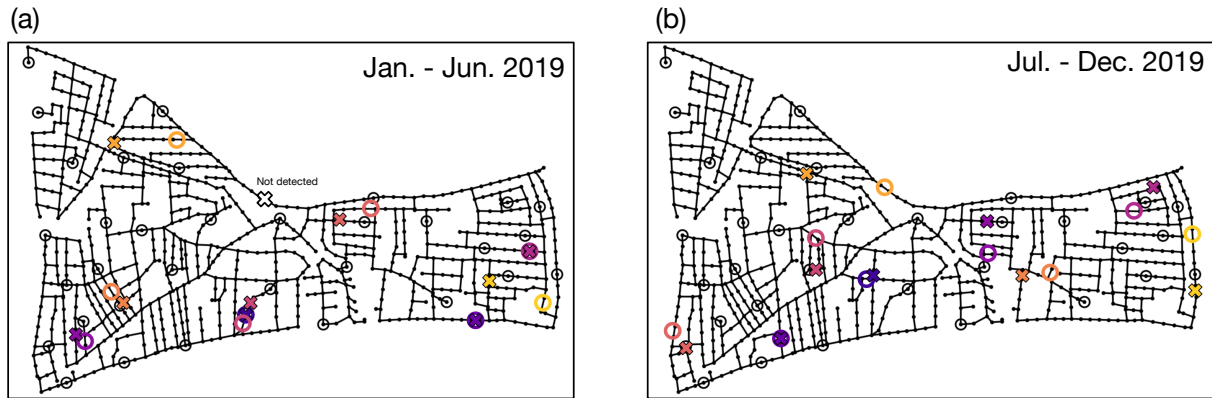 (a)
(b)
Jan. - Jun. 2019
Jul. - Dec. 2019
Not detected